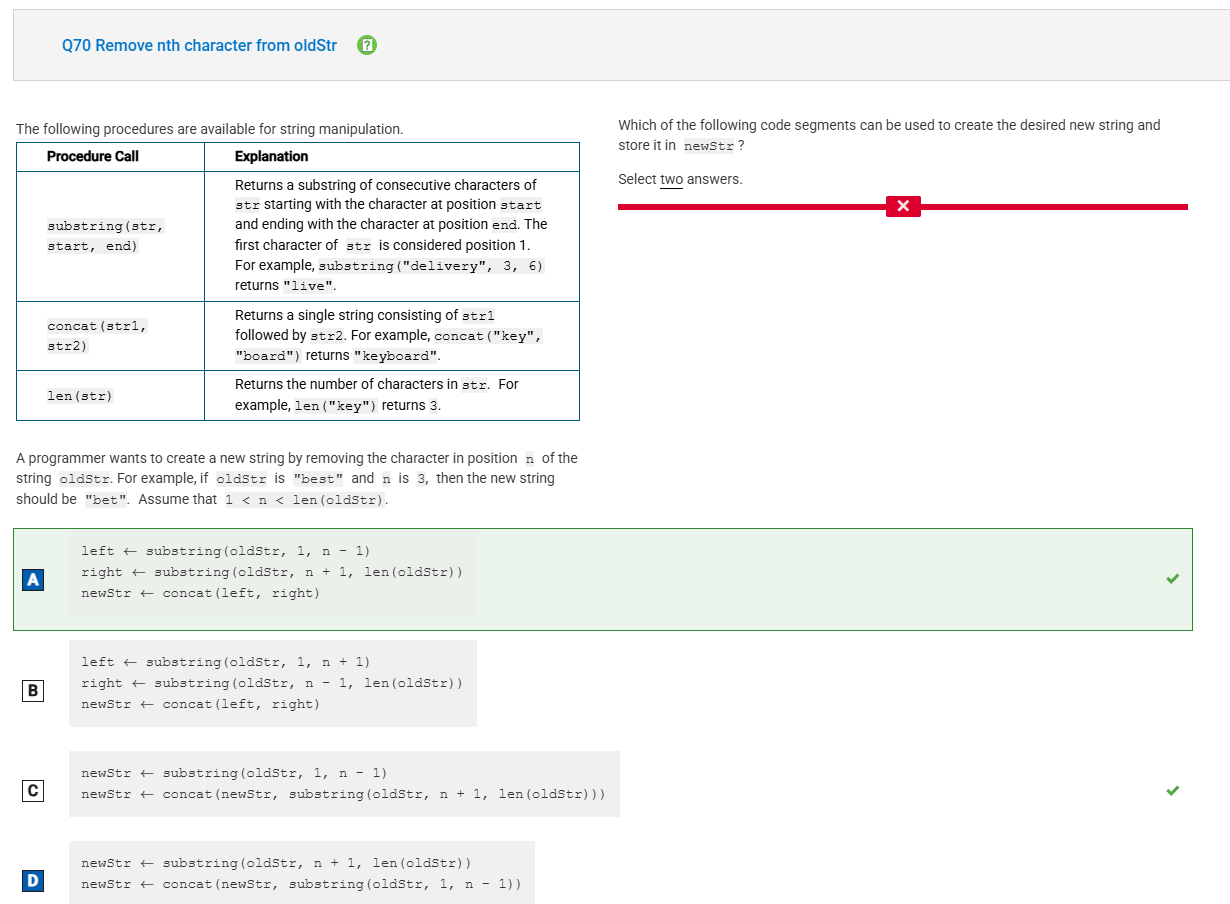 Q70 Remove nth character from oldStr
The following procedures are available for string manipulation.
Procedure Call Explanation
substring(str,
start, end)
Returns a substring of consecutive characters of
str starting with the character at position start
and ending with the character at position end. The
first character of str is considered position 1.
For example, substring("delivery", 3, 6)
returns "live".
concat(str1,
str2)
Returns a single string consisting of str1
followed by str2. For example, concat("key",
"board") returns "keyboard".
len(str)
Returns the number of characters in str. For
example, len("key") returns 3.
A programmer wants to create a new string by removing the character in position n of the
string oldStr. For example, if oldStr is "best" and n is 3, then the new string
should be "bet". Assume that 1 < n < len(oldStr).
Which of the following code segments can be used to create the desired new string and
store it in newStr ?
Select two answers.
A
left ← substring(oldStr, 1, n - 1)
right ← substring(oldStr, n + 1, len(oldStr))
newStr ← concat(left, right)
B
left ← substring(oldStr, 1, n + 1)
right ← substring(oldStr, n - 1, len(oldStr))
newStr ← concat(left, right)
C
newStr ← substring(oldStr, 1, n - 1)
newStr ← concat(newStr, substring(oldStr, n + 1, len(oldStr)))
D
newStr ← substring(oldStr, n + 1, len(oldStr))
newStr ← concat(newStr, substring(oldStr, 1, n - 1))